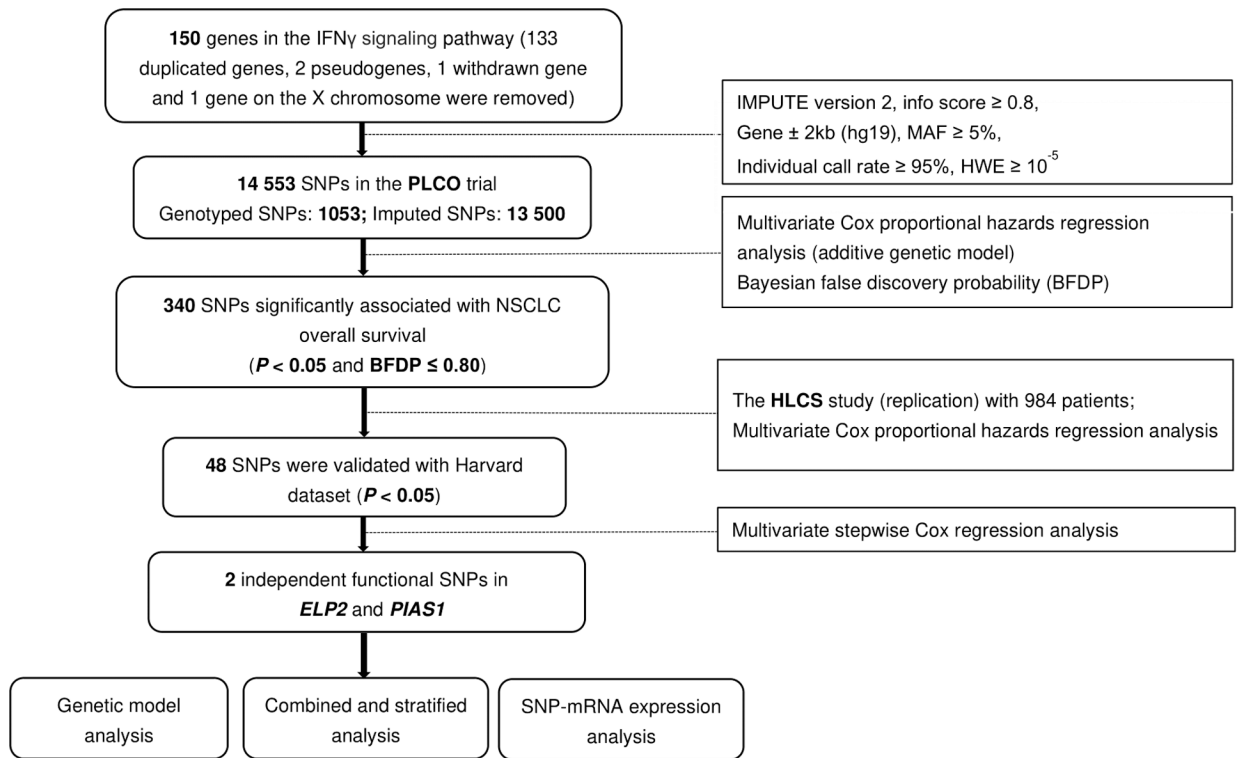 150 genes in the IFNγ signaling pathway (133
duplicated genes, 2 pseudogenes, 1 withdrawn gene
and 1 gene on the X chromosome were removed)
IMPUTE version 2, info score ≥ 0.8,
Gene ± 2kb (hg19), MAF ≥ 5%,
Individual call rate ≥ 95%, HWE ≥ 10⁻⁵
14 553 SNPs in the PLCO trial
Genotyped SNPs: 1053; Imputed SNPs: 13 500
Multivariate Cox proportional hazards regression
analysis (additive genetic model)
Bayesian false discovery probability (BFDP)
340 SNPs significantly associated with NSCLC
overall survival
(P < 0.05 and BFDP ≤ 0.80)
The HLCS study (replication) with 984 patients;
Multivariate Cox proportional hazards regression analysis
48 SNPs were validated with Harvard
dataset (P < 0.05)
Multivariate stepwise Cox regression analysis
2 independent functional SNPs in
ELP2 and PIAS1
Genetic model
analysis
Combined and stratified
analysis
SNP-mRNA expression
analysis